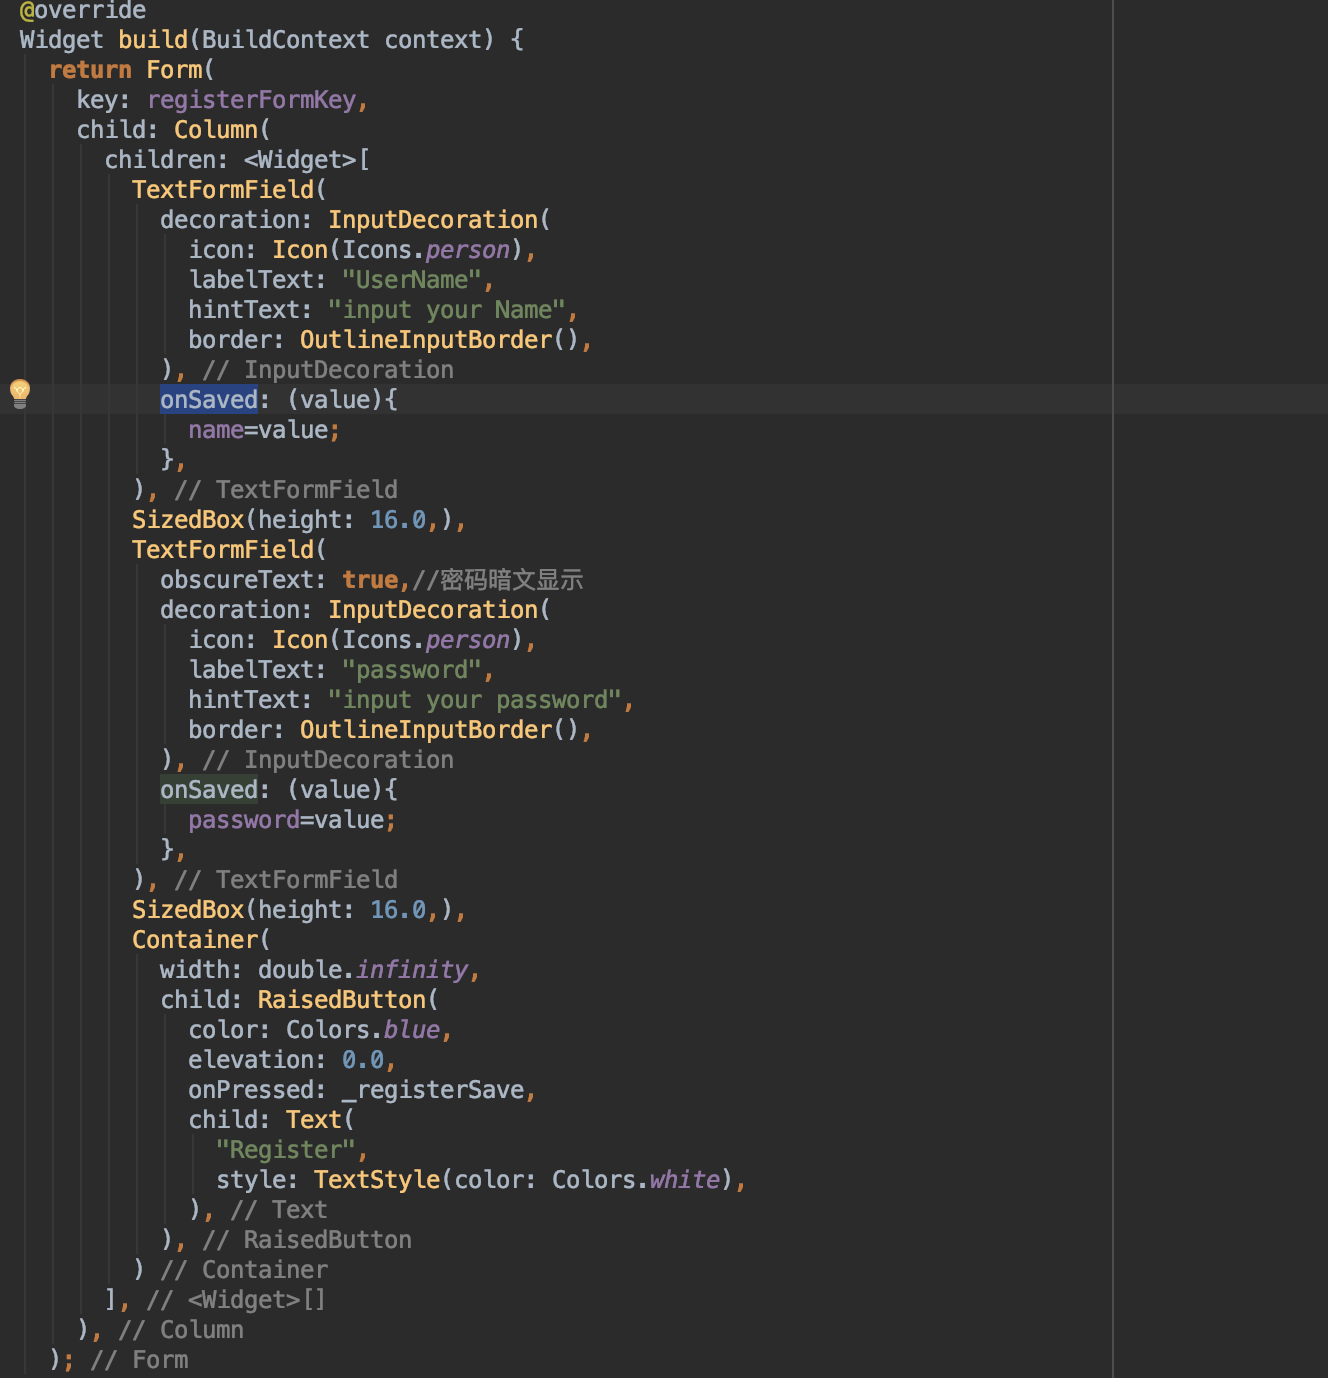 @override
Widget build(BuildContext context) {
  return Form(
    key: registerFormKey,
    child: Column(
      children: <Widget>[
        TextFormField(
          decoration: InputDecoration(
            icon: Icon(Icons.person),
            labelText: "UserName",
            hintText: "input your Name",
            border: OutlineInputBorder(),
          ), // InputDecoration
          onSaved: (value){
            name=value;
          },
        ), // TextFormField
        SizedBox(height: 16.0,),
        TextFormField(
          obscureText: true,//密码暗文显示
          decoration: InputDecoration(
            icon: Icon(Icons.person),
            labelText: "password",
            hintText: "input your password",
            border: OutlineInputBorder(),
          ), // InputDecoration
          onSaved: (value){
            password=value;
          },
        ), // TextFormField
        SizedBox(height: 16.0,),
        Container(
          width: double.infinity,
          child: RaisedButton(
            color: Colors.blue,
            elevation: 0.0,
            onPressed: _registerSave,
            child: Text(
              "Register",
              style: TextStyle(color: Colors.white),
            ), // Text
          ), // RaisedButton
        ) // Container
      ], // <Widget>[]
    ), // Column
  ); // Form